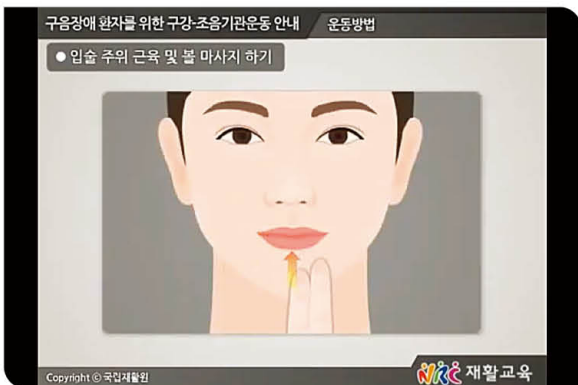 구음장애 환자를 위한 구강·조음기관운동 안내 운동방법
● 입술 주위 근육 및 볼 마사지 하기
Copyright © 국립재활원 NRC 재활교육